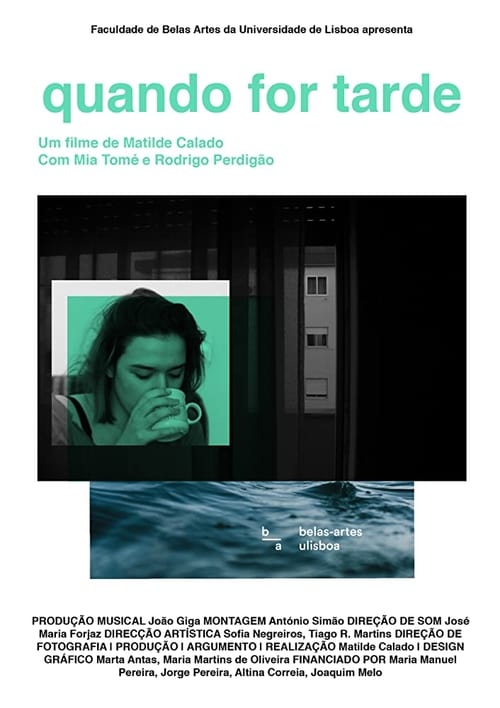 Faculdade de Belas Artes da Universidade de Lisboa apresenta
quando for tarde
Um filme de Matilde Calado
Com Mia Tomé e Rodrigo Perdigão
b
a
belas-artes
ulisboa
PRODUÇÃO MUSICAL João Giga MONTAGEM António Simão DIREÇÃO DE SOM José
Maria Forjaz DIRECÇÃO ARTÍSTICA Sofia Negreiros, Tiago R. Martins DIREÇÃO DE
FOTOGRAFIA I PRODUÇÃO I ARGUMENTO I REALIZAÇÃO Matilde Calado I DESIGN
GRÁFICO Marta Antas, Maria Martins de Oliveira FINANCIADO POR Maria Manuel
Pereira, Jorge Pereira, Altina Correia, Joaquim Melo